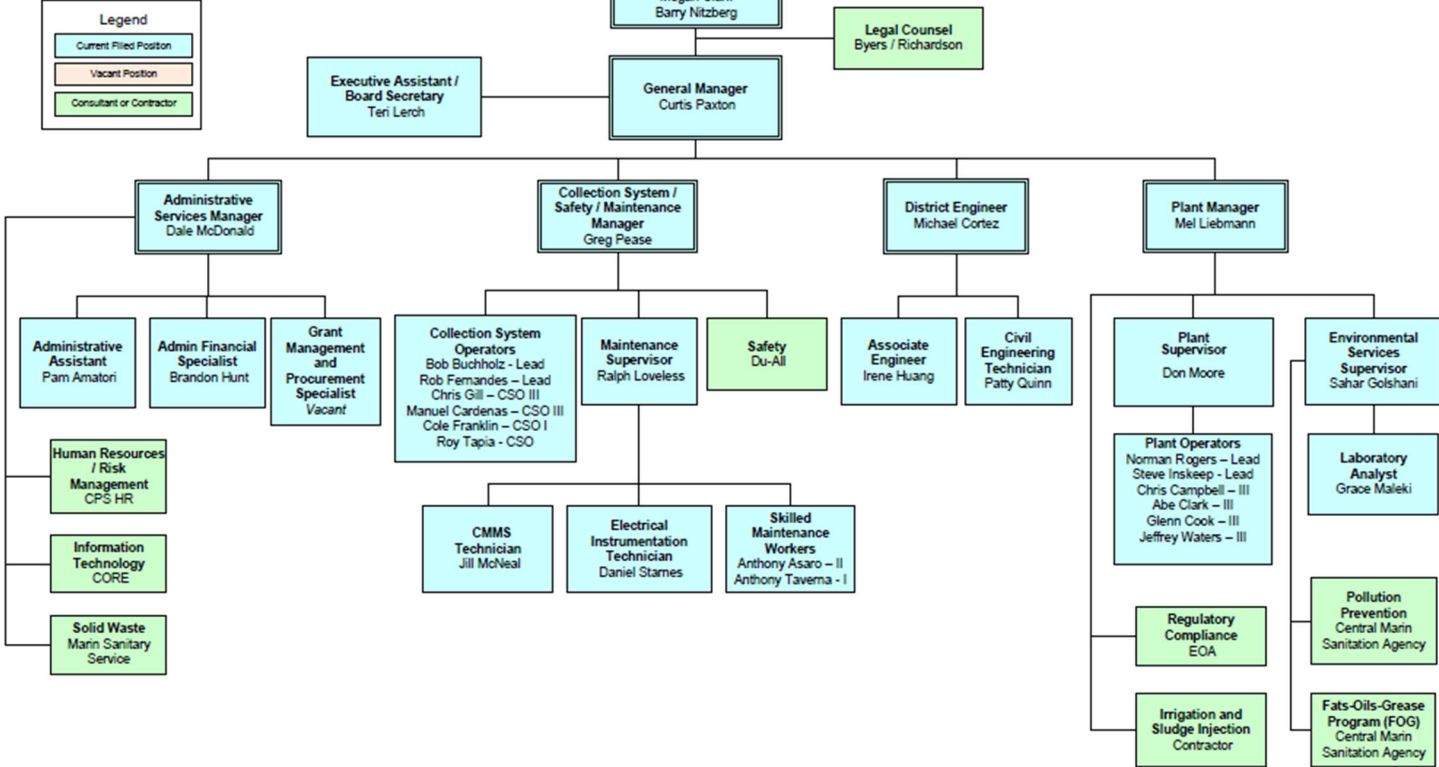 Legend
Current Filled Position
Vacant Position
Consultant or Contractor
Barry Nitzberg
Legal Counsel
Byers / Richardson
Executive Assistant /
Board Secretary
Teri Lerch
General Manager
Curtis Paxton
Administrative
Services Manager
Dale McDonald
Collection System /
Safety / Maintenance
Manager
Greg Pease
District Engineer
Michael Cortez
Plant Manager
Mel Liebmann
Administrative
Assistant
Pam Amatori
Admin Financial
Specialist
Brandon Hunt
Grant
Management
and
Procurement
Specialist
Vacant
Collection System
Operators
Bob Buchholz - Lead
Rob Fernandes – Lead
Chris Gill – CSO III
Manuel Cardenas – CSO III
Cole Franklin – CSO I
Roy Tapia - CSO
Maintenance
Supervisor
Ralph Loveless
Safety
Du-All
Associate
Engineer
Irene Huang
Civil
Engineering
Technician
Patty Quinn
Plant
Supervisor
Don Moore
Environmental
Services
Supervisor
Sahar Golshani
Human Resources
/ Risk
Management
CPS HR
Information
Technology
CORE
Solid Waste
Marin Sanitary
Service
CMMS
Technician
Jill McNeal
Electrical
Instrumentation
Technician
Daniel Starnes
Skilled
Maintenance
Workers
Anthony Asaro – II
Anthony Taverna - I
Plant Operators
Norman Rogers – Lead
Steve Inskeep - Lead
Chris Campbell – III
Abe Clark – III
Glenn Cook – III
Jeffrey Waters – III
Laboratory
Analyst
Grace Maleki
Regulatory
Compliance
EOA
Irrigation and
Sludge Injection
Contractor
Pollution
Prevention
Central Marin
Sanitation Agency
Fats-Oils-Grease
Program (FOG)
Central Marin
Sanitation Agency